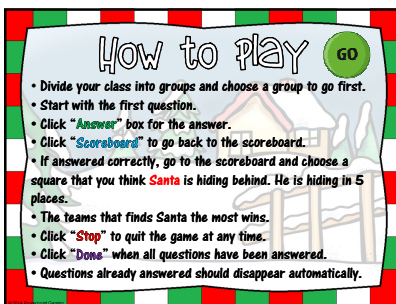 How to Play
GO
• Divide your class into groups and choose a group to go first.
• Start with the first question.
• Click “Answer” box for the answer.
• Click “Scoreboard” to go back to the scoreboard.
• If answered correctly, go to the scoreboard and choose a
square that you think Santa is hiding behind. He is hiding in 5
places.
• The teams that finds Santa the most wins.
• Click “Stop” to quit the game at any time.
• Click “Done” when all questions have been answered.
• Questions already answered should disappear automatically.